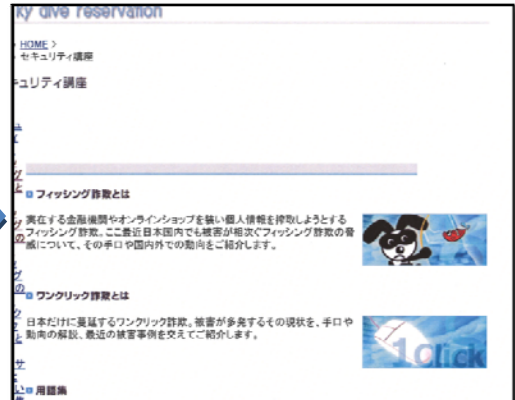 ky dive reservation
HOME >
セキュリティ講座
キュリティ講座
フィッシング詐欺とは
実在する金融機関やオンラインショップを装い個人情報を搾取しようとする
フィッシング詐欺。ここ最近日本国内でも被害が相次ぐフィッシング詐欺の脅
威について、その手口や国内外での動向をご紹介します。
ワンクリック詐欺とは
日本だけに蔓延するワンクリック詐欺。被害が多発するその現状を、手口や
動向の解説、最近の被害事例を交えてご紹介します。
1Click
用語集